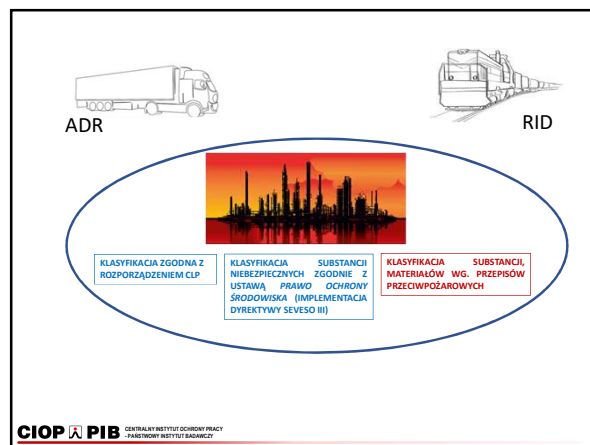 ADR
RID
KLASYFIKACJA ZGODNA Z
ROZPORZĄDZENIEM CLP
KLASYFIKACJA SUBSTANCJI
NIEBEZPIECZNYCH ZGODNIE Z
USTAWĄ PRAWO OCHRONY
ŚRODOWISKA (IMPLEMENTACJA
DYREKTYWY SEVESO III)
KLASYFIKACJA SUBSTANCJI,
MATERIAŁÓW WG. PRZEPISÓW
PRZECIWPOŻAROWYCH
CIOP PIB CENTRALNY INSTYTUT OCHRONY PRACY
- PAŃSTWOWY INSTYTUT BADAWCZY